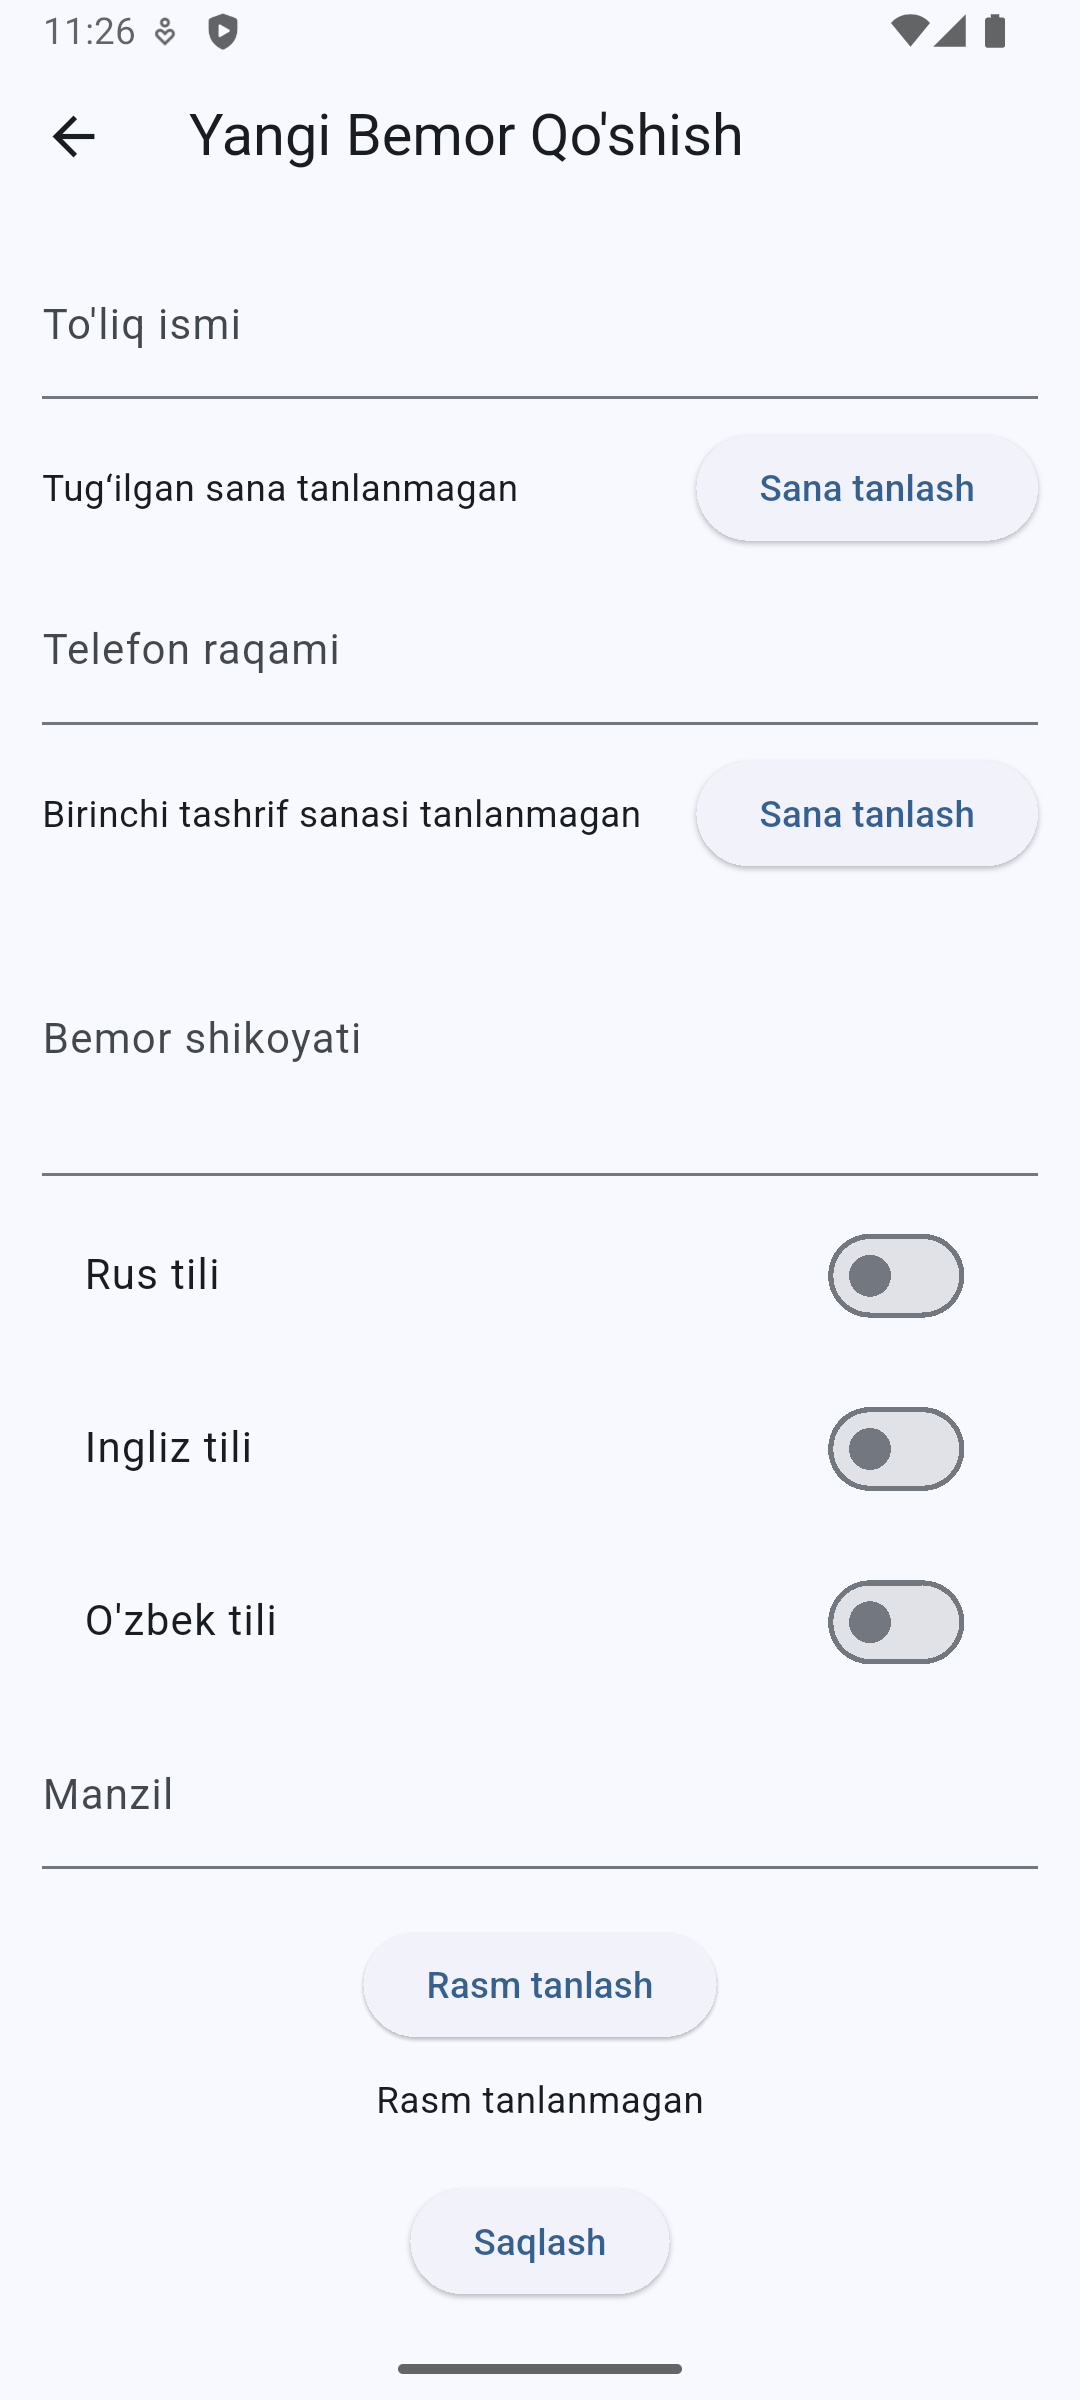 11:26
Yangi Bemor Qo'shish
To'liq ismi
Tug‘ilgan sana tanlanmagan
Sana tanlash
Telefon raqami
Birinchi tashrif sanasi tanlanmagan
Sana tanlash
Bemor shikoyati
Rus tili
Ingliz tili
O'zbek tili
Manzil
Rasm tanlash
Rasm tanlanmagan
Saqlash